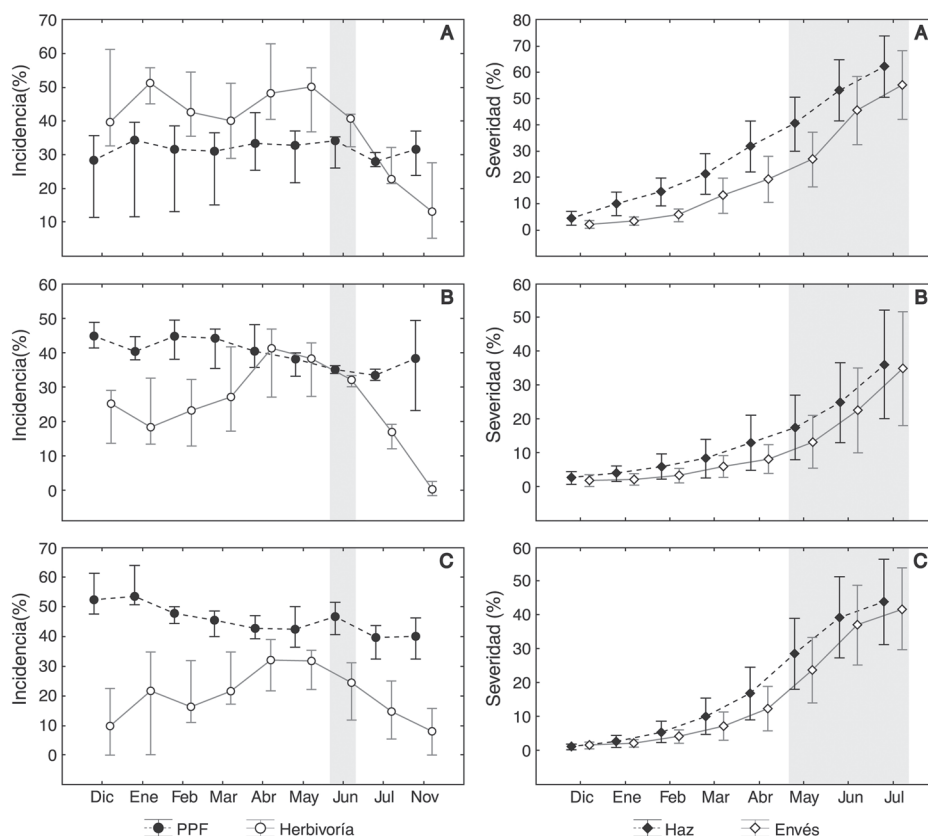 70
60
50
40
30
20
10
Incidencia(%)
A
80
70
60
50
40
30
20
10
0
Severidad (%)
A
60
50
40
30
20
10
0
Incidencia(%)
B
60
50
40
30
20
10
0
Severidad (%)
B
70
60
50
40
30
20
10
0
Incidencia(%)
C
Dic Ene Feb Mar Abr May Jun Jul Nov
PPF Herbivoría
60
50
40
30
20
10
0
Severidad (%)
C
Dic Ene Feb Mar Abr May Jun Jul
Haz Envés